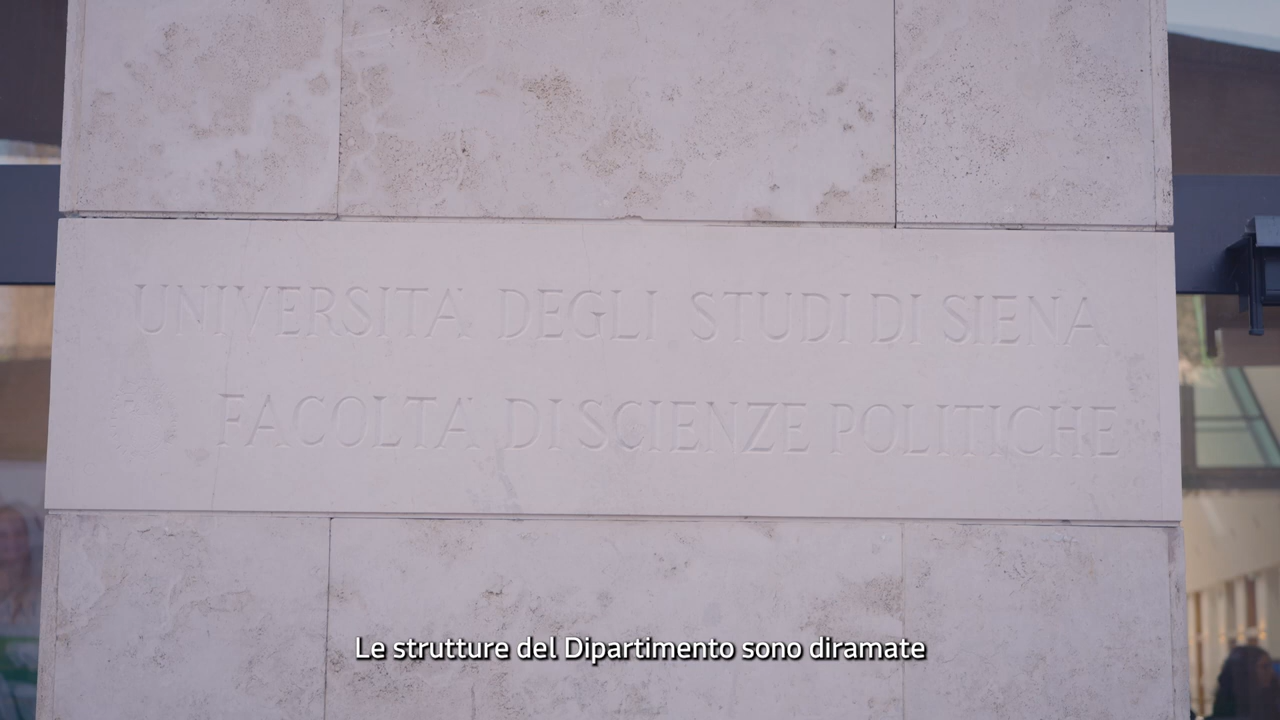 UNIVERSITA' DEGLI STUDI DI SIENA
FACOLTA' DI SCIENZE POLITICHE
Le strutture del Dipartimento sono diramate